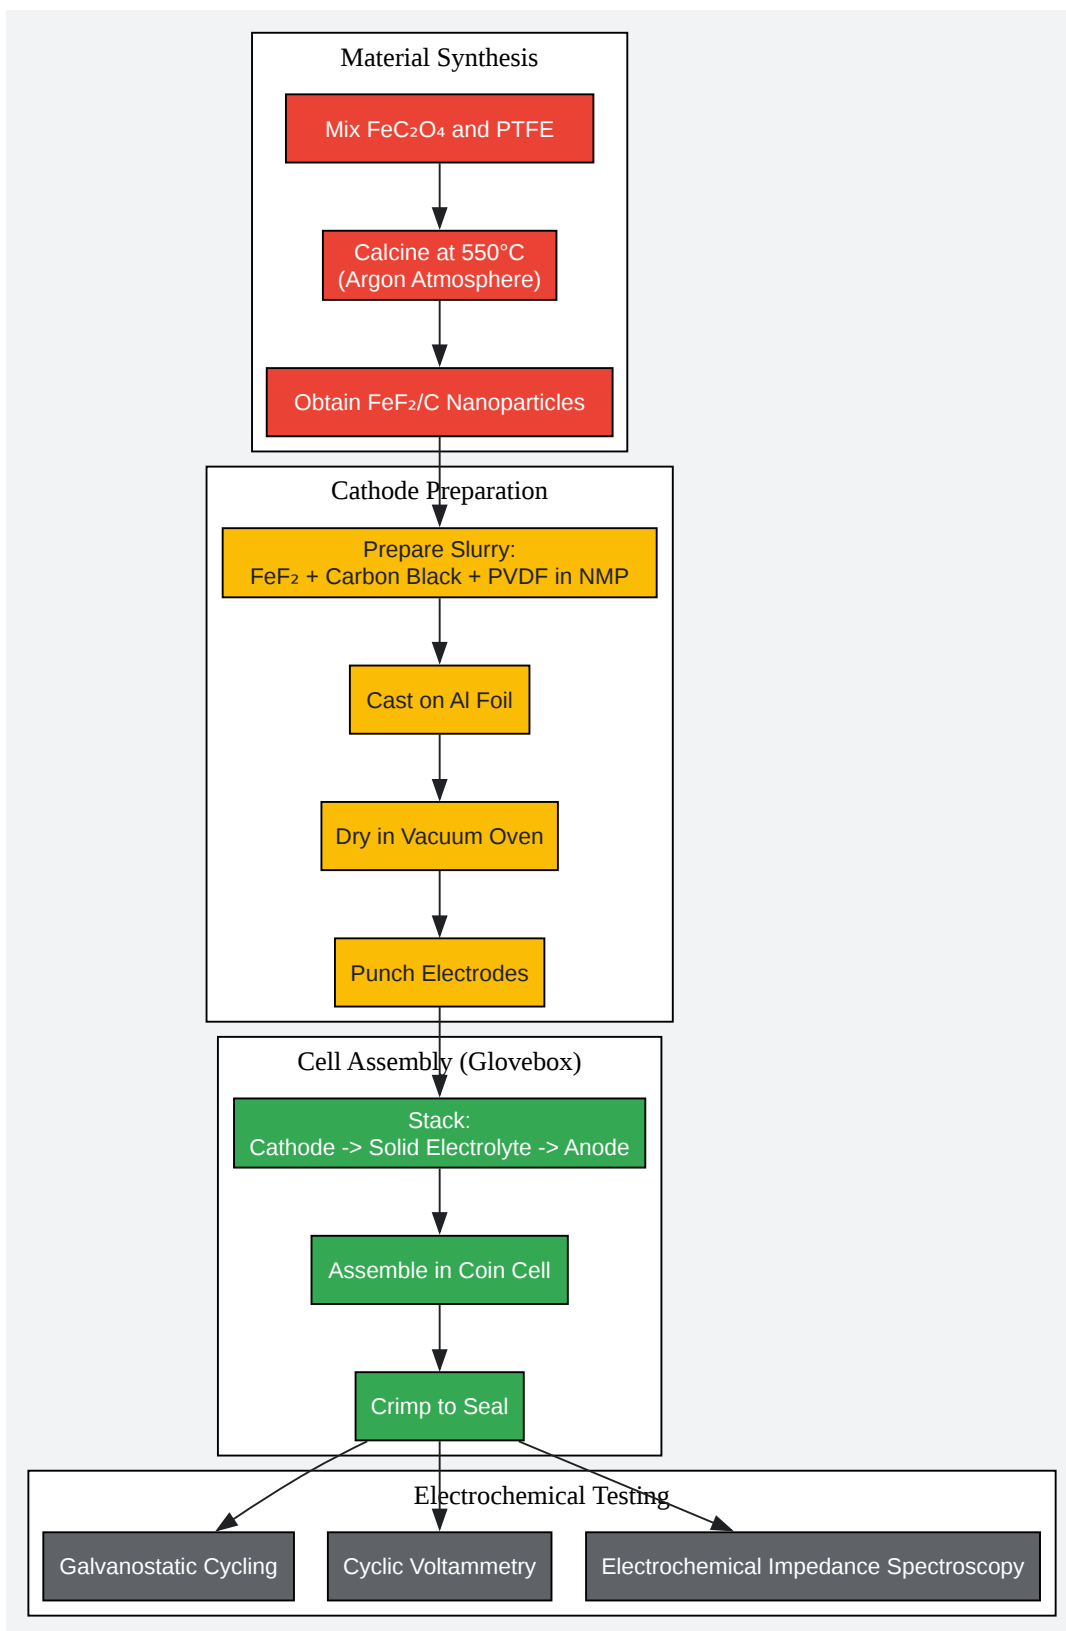 Material Synthesis
Mix FeC₂O₄ and PTFE
Calcine at 550°C
(Argon Atmosphere)
Obtain FeF₂/C Nanoparticles
Cathode Preparation
Prepare Slurry:
FeF₂ + Carbon Black + PVDF in NMP
Cast on Al Foil
Dry in Vacuum Oven
Punch Electrodes
Cell Assembly (Glovebox)
Stack:
Cathode -> Solid Electrolyte -> Anode
Assemble in Coin Cell
Crimp to Seal
Electrochemical Testing
Galvanostatic Cycling
Cyclic Voltammetry
Electrochemical Impedance Spectroscopy